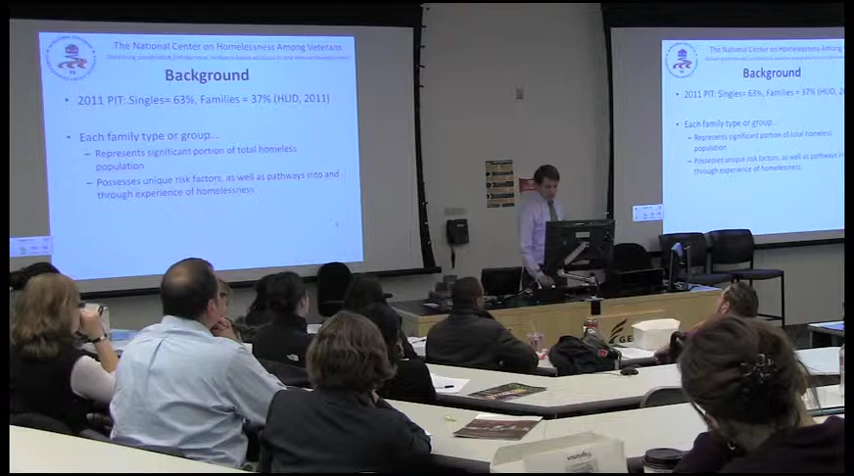 The National Center on Homelessness Among Veterans
Background
• 2011 PIT: Singles= 63%, Families = 37% (HUD, 2011)
• Each family type or group...
– Represents significant portion of total homeless
population
– Possesses unique risk factors, as well as pathways into and
through experience of homelessness
The National Center on Homelessness Among
Background
• 2011 PIT: Singles= 63%, Families = 37% (HUD, 2
• Each family type or group...
– Represents significant portion of total homeless
population
– Possesses unique risk factors, as well as pathways
through experience of homelessness